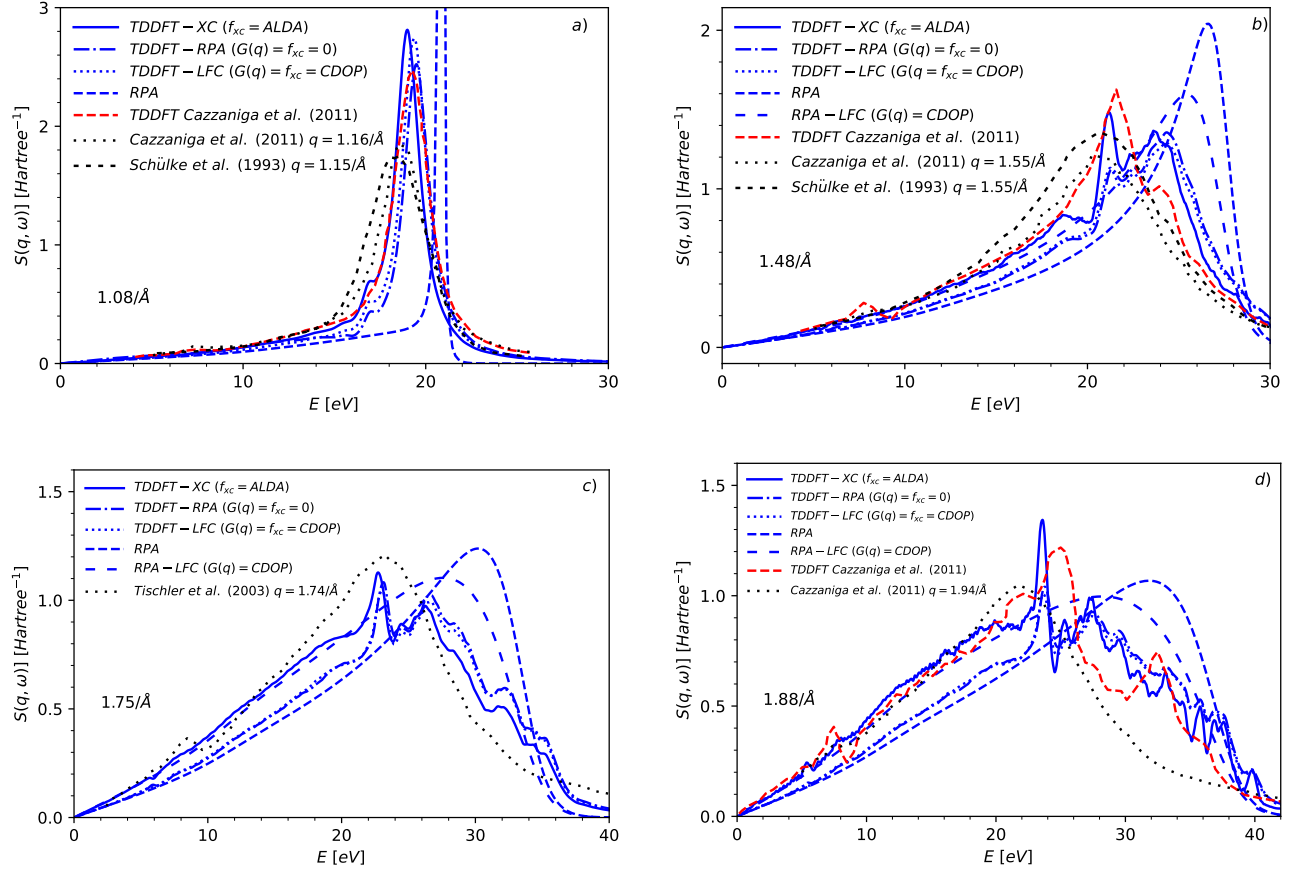 a)
TDDFT − XC (f_xc = ALDA)
TDDFT − RPA (G(q) = f_xc = 0)
TDDFT − LFC (G(q) = f_xc = CDOP)
RPA
TDDFT Cazzaniga et al. (2011)
Cazzaniga et al. (2011) q = 1.16/Å
Schülke et al. (1993) q = 1.15/Å
1.08/Å
S(q, ω)] [Hartree⁻¹]
3
2
1
0
0 10 20 30
E [eV]
b)
TDDFT − XC (f_xc = ALDA)
TDDFT − RPA (G(q) = f_xc = 0)
TDDFT − LFC (G(q = f_xc = CDOP)
RPA
RPA − LFC (G(q) = CDOP)
TDDFT Cazzaniga et al. (2011)
Cazzaniga et al. (2011) q = 1.55/Å
Schülke et al. (1993) q = 1.55/Å
1.48/Å
S(q, ω)] [Hartree⁻¹]
2
1
0
0 10 20 30
E [eV]
c)
TDDFT − XC (f_xc = ALDA)
TDDFT − RPA (G(q) = f_xc = 0)
TDDFT − LFC (G(q) = f_xc = CDOP)
RPA
RPA − LFC (G(q) = CDOP)
Tischler et al. (2003) q = 1.74/Å
1.75/Å
S(q, ω)] [Hartree⁻¹]
1.5
1.0
0.5
0.0
0 10 20 30 40
E [eV]
d)
TDDFT − XC (f_xc = ALDA)
TDDFT − RPA (G(q) = f_xc = 0)
TDDFT − LFC (G(q) = f_xc = CDOP)
RPA
RPA − LFC (G(q) = CDOP)
TDDFT Cazzaniga et al. (2011)
Cazzaniga et al. (2011) q = 1.94/Å
1.88/Å
S(q, ω)] [Hartree⁻¹]
1.5
1.0
0.5
0.0
0 10 20 30 40
E [eV]